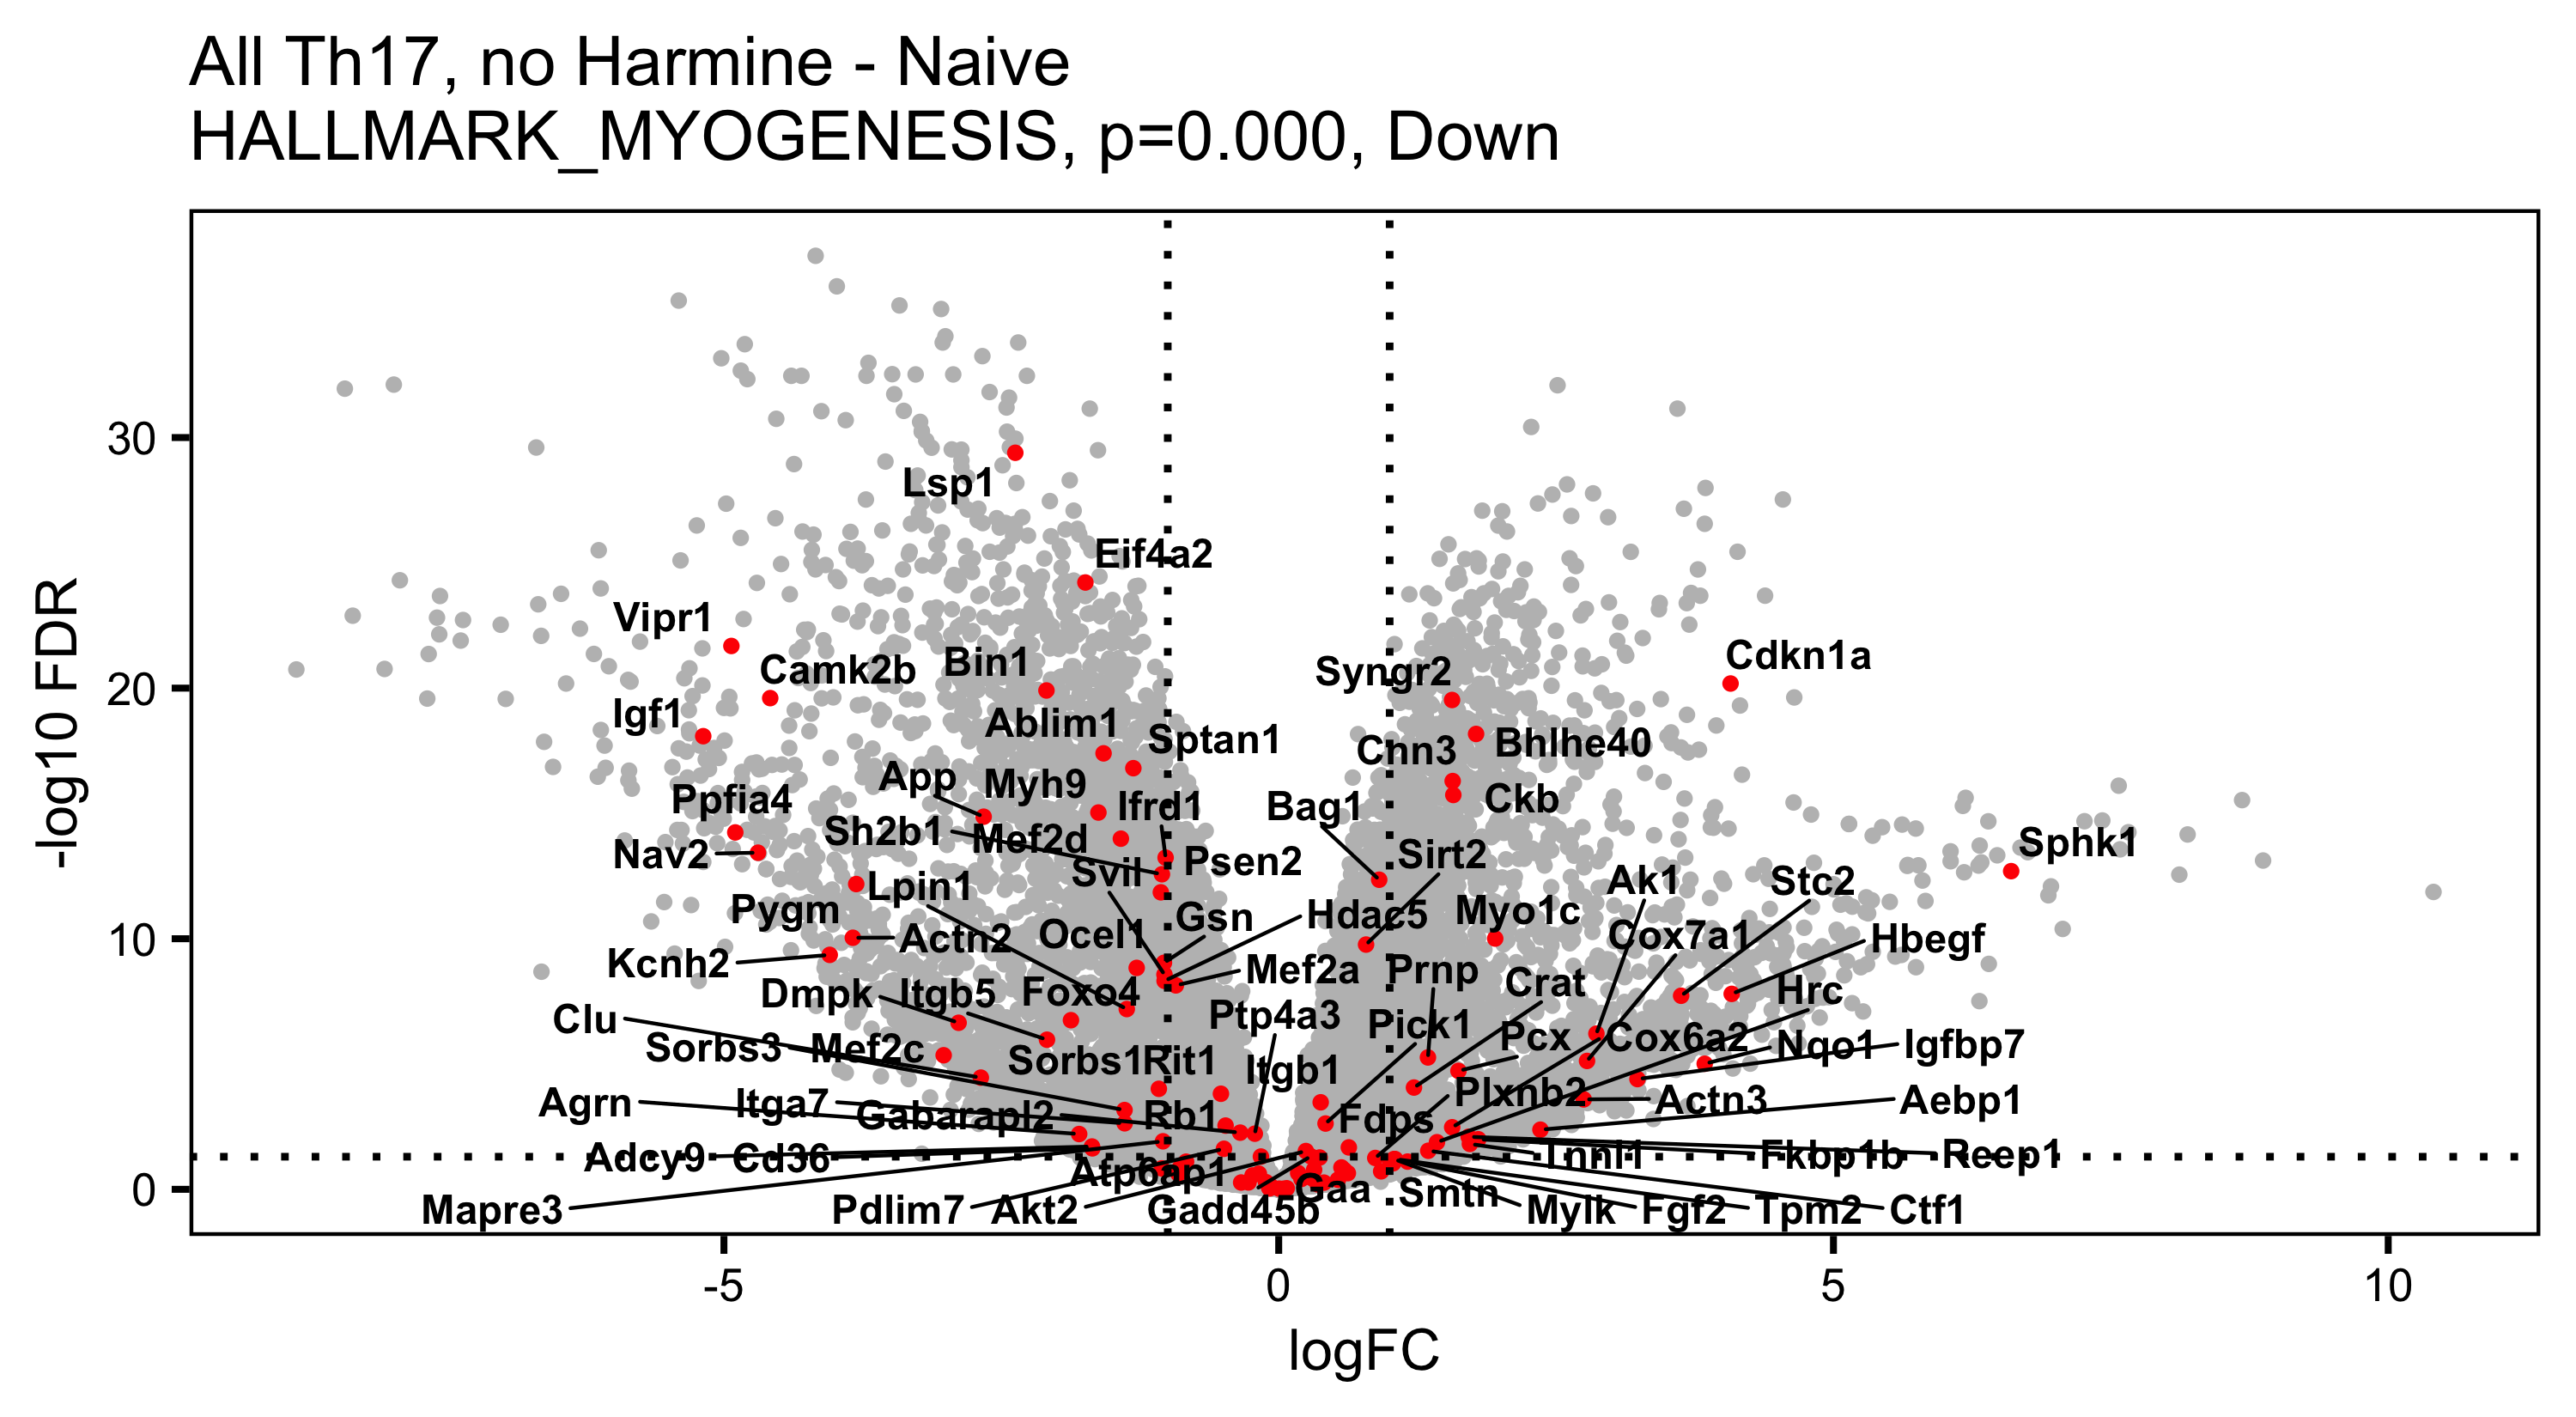 All Th17, no Harmine - Naive
HALLMARK_MYOGENESIS, p=0.000, Down
-log10 FDR
30
20
10
0
Lsp1
Eif4a2
Vipr1
Camk2b
Bin1
Syngr2
Cdkn1a
Igf1
Ablim1
Sptan1
Chn3
Bhlhe40
App
Myh9
Ifrd1
Bag1
Ckb
Ppfia4
Sh2b1
Mef2d
Psen2
Sirt2
Sphk1
Nav2
Svil
Ak1
Stc2
Lpin1
Pygm
Gsn
Hdac5
Myo1c
Actn2
Ocel1
Cox7a1
Hbegf
Kcnh2
Mef2a
Prnp
Crat
Hrc
Dmpk
Itgb5
Foxo4
Clu
Ptp4a3
Pick1
Pcx
Cox6a2
Nqo1
Igfbp7
Sorbs3
Mef2c
Sorbs1
Rit1
Itgb1
Plxnb2
Agrn
Itga7
Gabarapl2
Rb1
Fdps
Actn3
Aebp1
Adcy9
Cd36
Atp6ap1
Tnni1
Fkbp1b
Reep1
Mapre3
Pdlim7
Akt2
Gadd45b
Gaa
Smtn
Mylk
Fgf2
Tpm2
Ctf1
-5
0
5
10
logFC